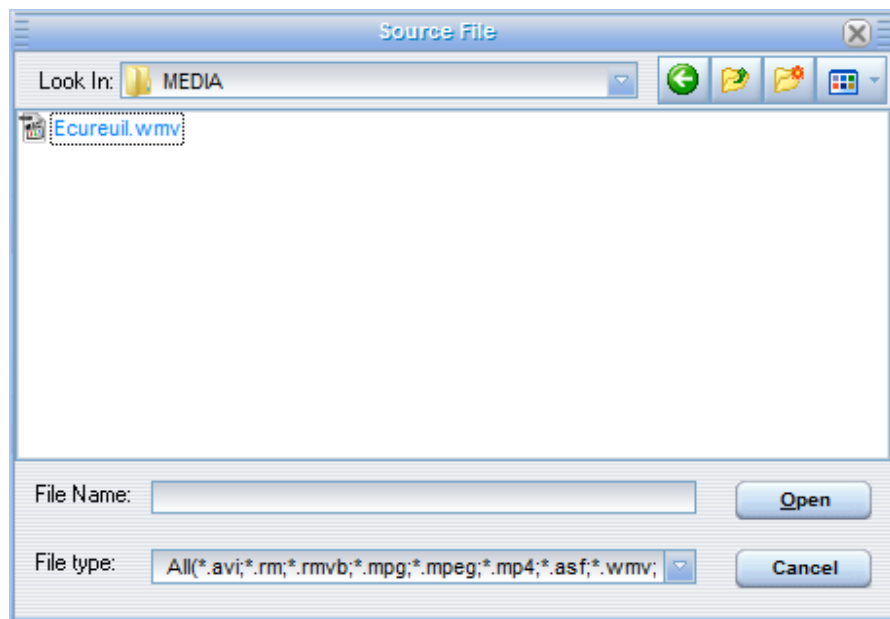 Source File
Look In: MEDIA
Ecureuil.wmv
File Name:
Open
File type: All(*.avi;*.rm;*.rmvb;*.mpg;*.mpeg;*.mp4;*.asf;*.wmv;
Cancel